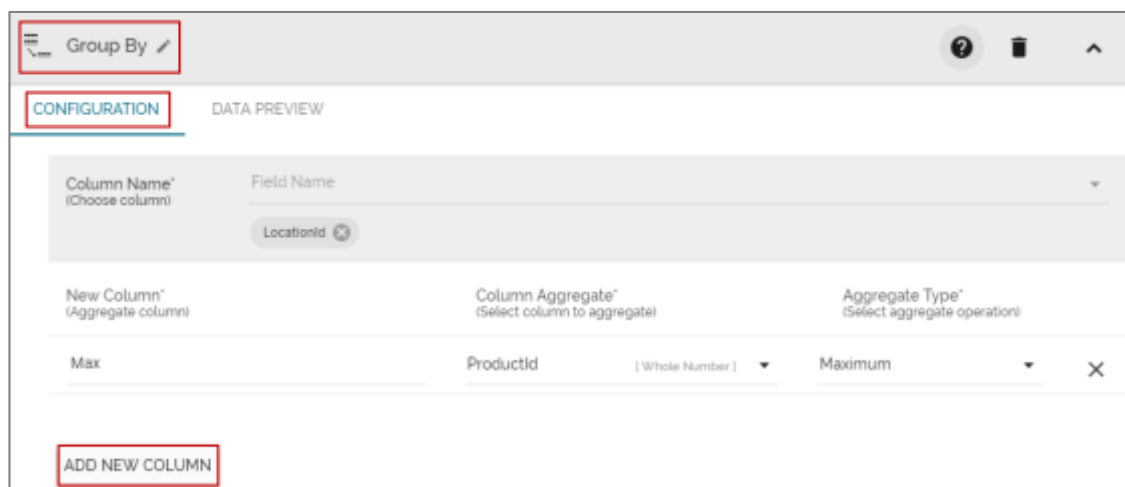 Group By
CONFIGURATION DATA PREVIEW
Column Name* Field Name
(Choose column)
LocationId
New Column* Column Aggregate* Aggregate Type*
(Aggregate column) (Select column to aggregate) (Select aggregate operation)
Max ProductId [ Whole Number ] Maximum
ADD NEW COLUMN